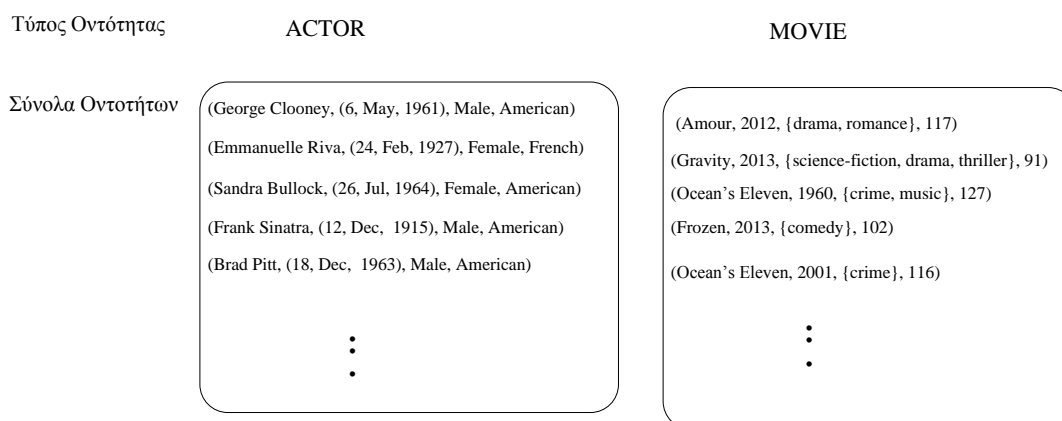 Τύπος Οντότητας
ACTOR
MOVIE
Σύνολα Οντοτήτων
(George Clooney, (6, May, 1961), Male, American)
(Emmanuelle Riva, (24, Feb, 1927), Female, French)
(Sandra Bullock, (26, Jul, 1964), Female, American)
(Frank Sinatra, (12, Dec, 1915), Male, American)
(Brad Pitt, (18, Dec, 1963), Male, American)
(Amour, 2012, {drama, romance}, 117)
(Gravity, 2013, {science-fiction, drama, thriller}, 91)
(Ocean’s Eleven, 1960, {crime, music}, 127)
(Frozen, 2013, {comedy}, 102)
(Ocean’s Eleven, 2001, {crime}, 116)